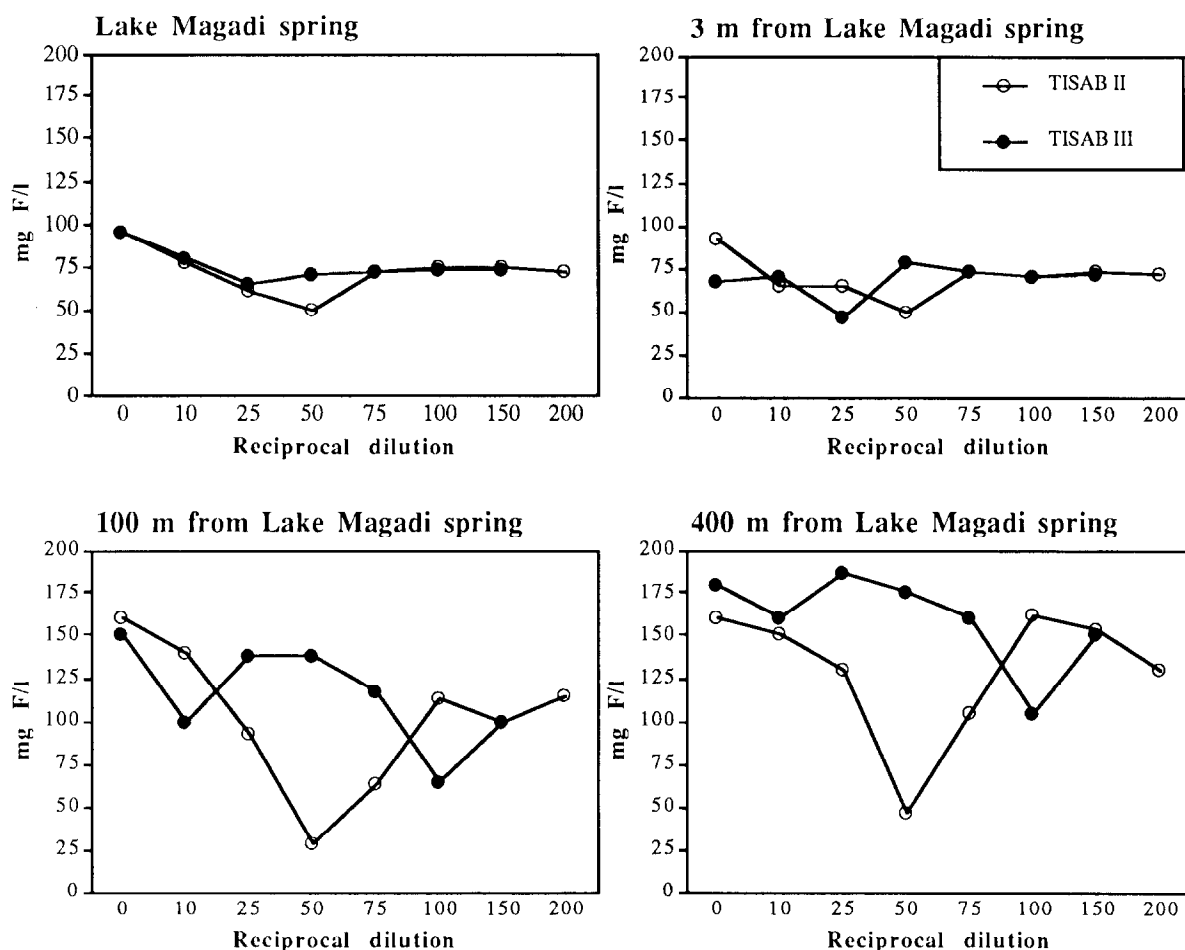 Lake Magadi spring
mg F/l
200
175
150
125
100
75
50
25
0
0 10 25 50 75 100 150 200
Reciprocal dilution
3 m from Lake Magadi spring
mg F/l
200
175
150
125
100
75
50
25
0
TISAB II
TISAB III
0 10 25 50 75 100 150 200
Reciprocal dilution
100 m from Lake Magadi spring
mg F/l
200
175
150
125
100
75
50
25
0
0 10 25 50 75 100 150 200
Reciprocal dilution
400 m from Lake Magadi spring
mg F/l
200
175
150
125
100
75
50
25
0
0 10 25 50 75 100 150 200
Reciprocal dilution